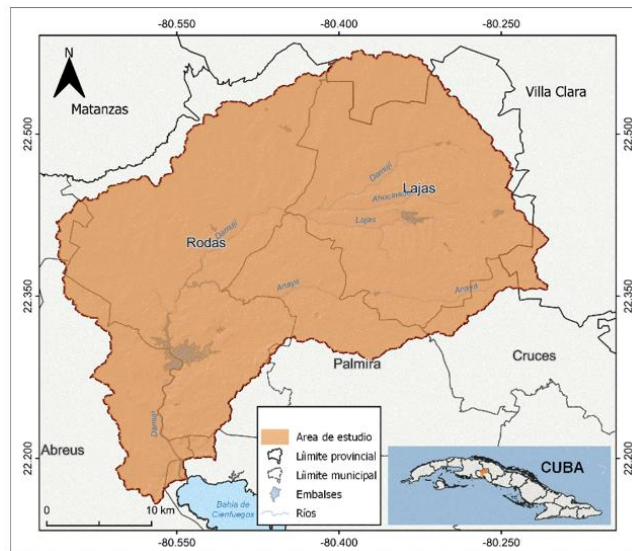 -80.550 -80.400 -80.250
N
Matanzas
Villa Clara
22.500 22.500
Damují
Lajas
Lajas
Damují
Rodas
Anaya
Anaya
22.350 22.350
Cruces
Palmira
Abreus
Damují
22.200 22.200
Area de estudio
Límite provincial
Límite municipal
Embalses
Ríos
CUBA
Bahía de
Cienfuegos
0 10 km
-80.550 -80.400 -80.250